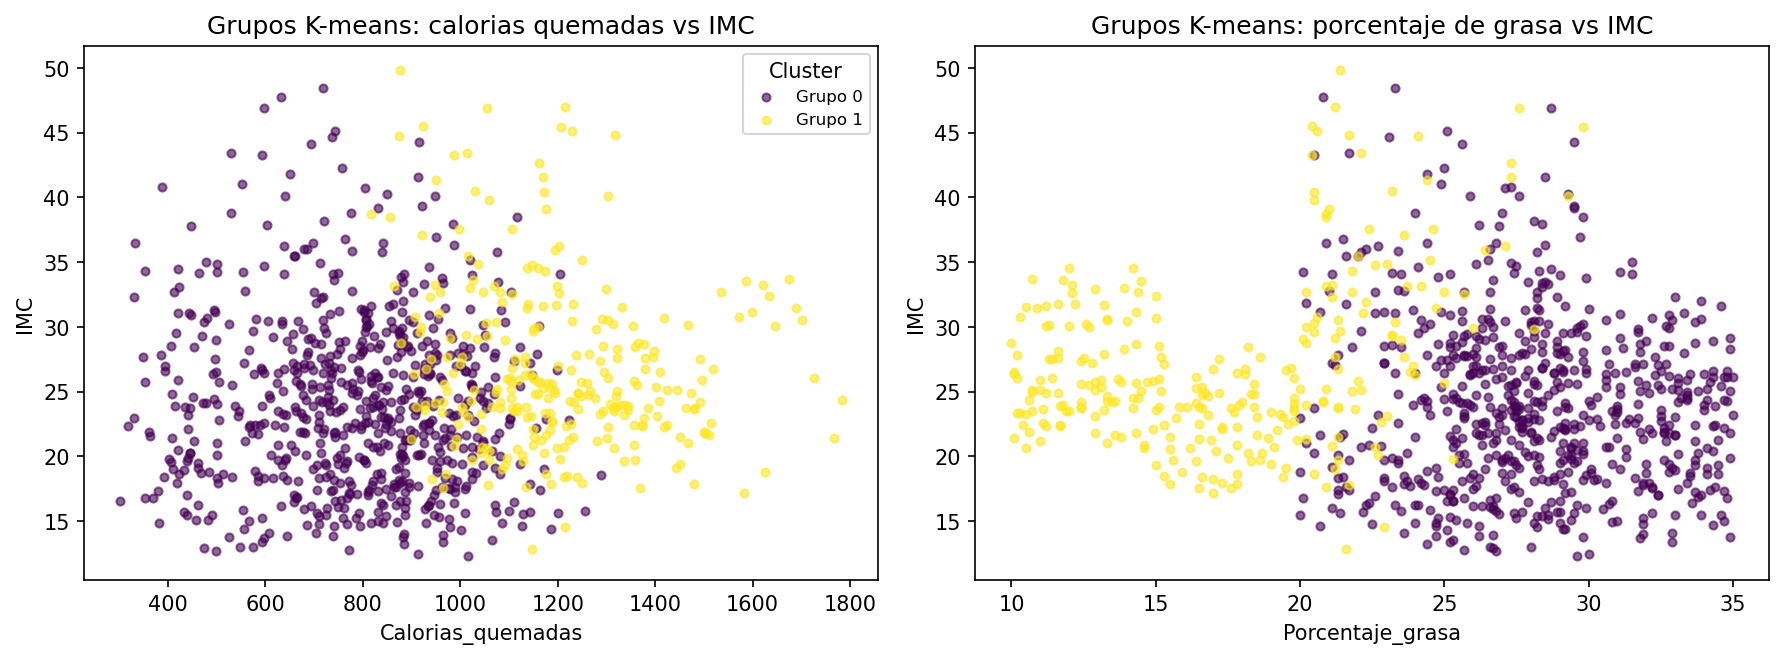 Grupos K-means: calorias quemadas vs IMC
50
45
40
35
30
25
20
15
IMC
400 600 800 1000 1200 1400 1600 1800
Calorias_quemadas
Cluster
Grupo 0
Grupo 1
Grupos K-means: porcentaje de grasa vs IMC
50
45
40
35
30
25
20
15
IMC
10 15 20 25 30 35
Porcentaje_grasa